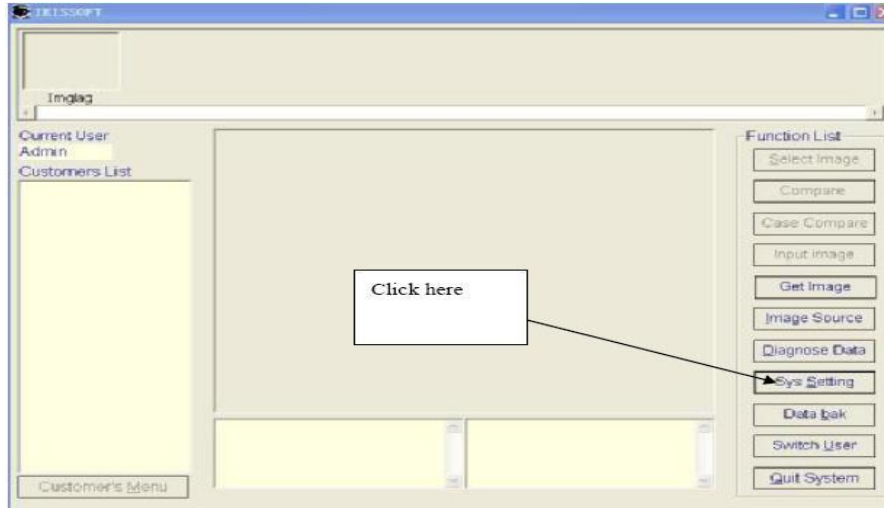 IRISSOFT
Imglag
Current User
Admin
Customers List
Customer's Menu
Click here
Function List
Select Image
Compare
Case Compare
Input image
Get Image
Image Source
Diagnose Data
Sys Setting
Data bak
Switch User
Quit System